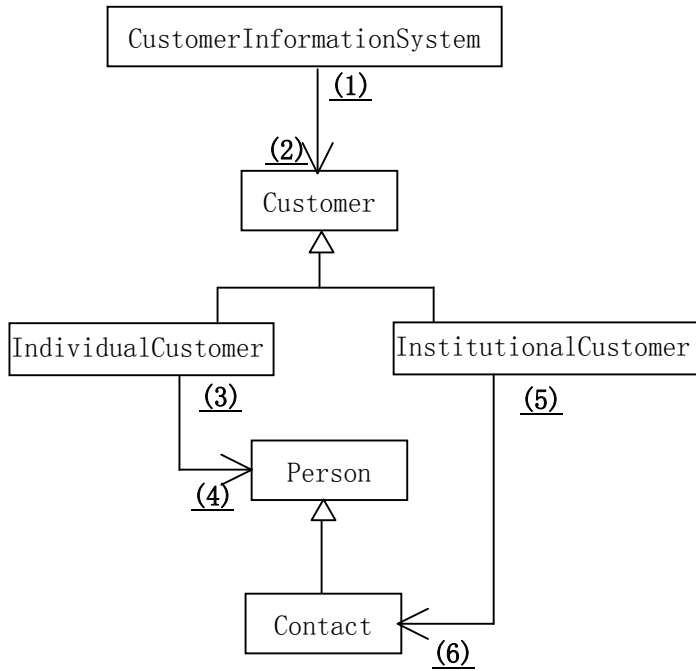 CustomerInformationSystem
(1)
(2)
Customer
IndividualCustomer
InstitutionalCustomer
(3)
(5)
Person
(4)
Contact
(6)